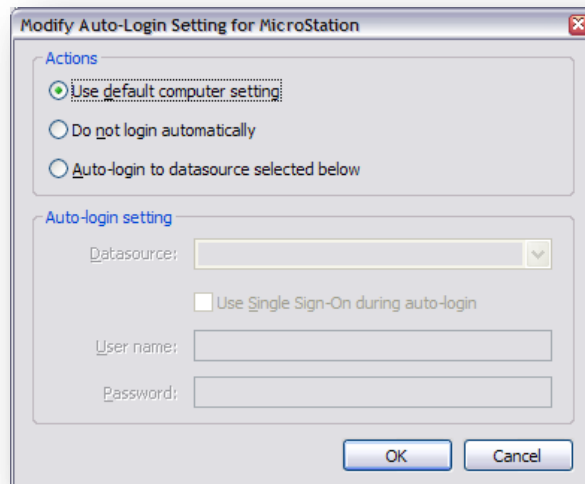 Modify Auto-Login Setting for MicroStation
Actions
Use default computer setting
Do not login automatically
Auto-login to datasource selected below
Auto-login setting
Datasource:
Use Single Sign-On during auto-login
User name:
Password:
OK Cancel